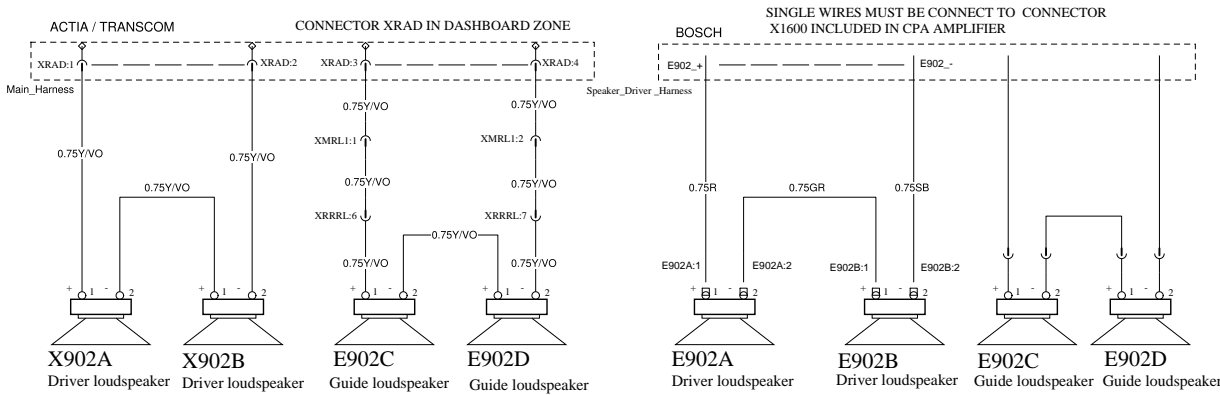 ACTIA / TRANSCOM
CONNECTOR XRAD IN DASHBOARD ZONE
XRAD:1
XRAD:2
XRAD:3
XRAD:4
Main_Harness
0.75Y/VO
0.75Y/VO
XMRL1:1
XMRL1:2
0.75Y/VO
0.75Y/VO
0.75Y/VO
0.75Y/VO
0.75Y/VO
XRRRL:6
XRRRL:7
0.75Y/VO
0.75Y/VO
0.75Y/VO
+ 1 - 2
+ 1 - 2
+ 1 - 2
+ 1 - 2
X902A
Driver loudspeaker
X902B
Driver loudspeaker
E902C
Guide loudspeaker
E902D
Guide loudspeaker
SINGLE WIRES MUST BE CONNECT TO CONNECTOR
X1600 INCLUDED IN CPA AMPLIFIER
BOSCH
E902_+
E902_-
Speaker_Driver _Harness
0.75R
0.75GR
0.75SB
E902A:1
E902A:2
E902B:1
E902B:2
+ 1 - 2
+ 1 - 2
+ 1 - 2
+ 1 - 2
E902A
Driver loudspeaker
E902B
Driver loudspeaker
E902C
Guide loudspeaker
E902D
Guide loudspeaker